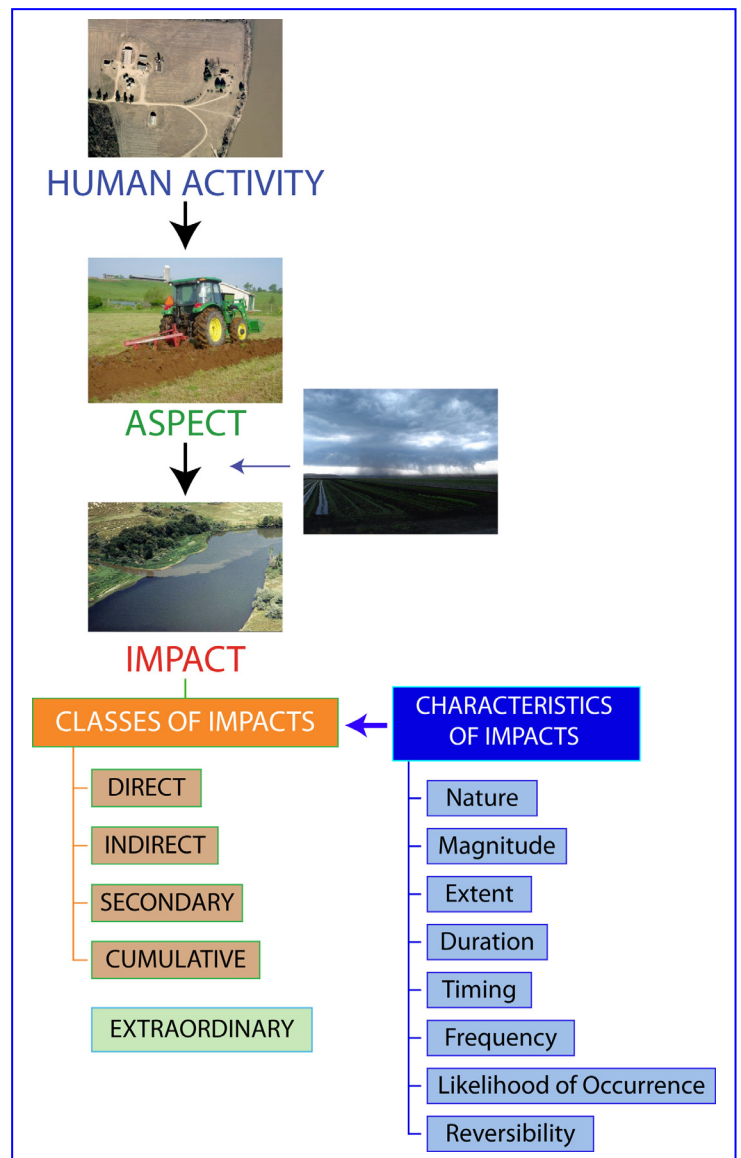 HUMAN ACTIVITY
ASPECT
IMPACT
CLASSES OF IMPACTS
DIRECT
INDIRECT
SECONDARY
CUMULATIVE
EXTRAORDINARY
CHARACTERISTICS
OF IMPACTS
Nature
Magnitude
Extent
Duration
Timing
Frequency
Likelihood of Occurrence
Reversibility